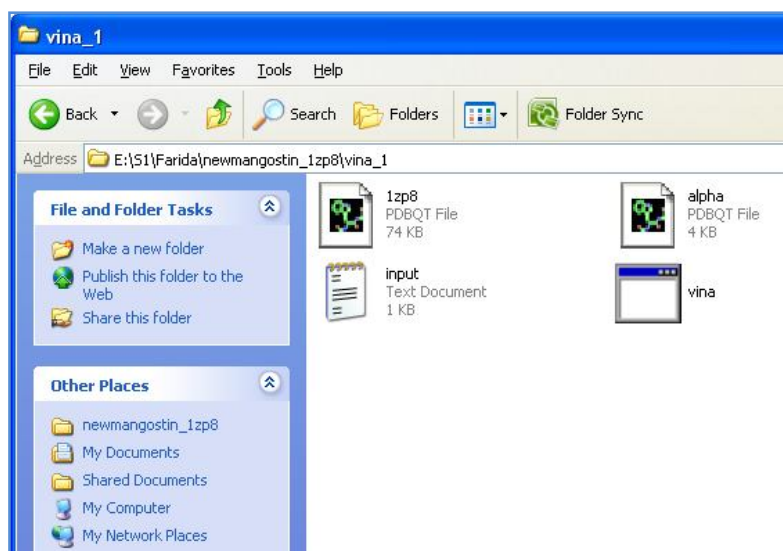 vina_1
File Edit View Favorites Tools Help
Back Search Folders Folder Sync
Address E:\S1\Farida\newmangostin_1zp8\vina_1
File and Folder Tasks
Make a new folder
Publish this folder to the
Web
Share this folder
Other Places
newmangostin_1zp8
My Documents
Shared Documents
My Computer
My Network Places
1zp8
PDBQT File
74 KB
alpha
PDBQT File
4 KB
input
Text Document
1 KB
vina